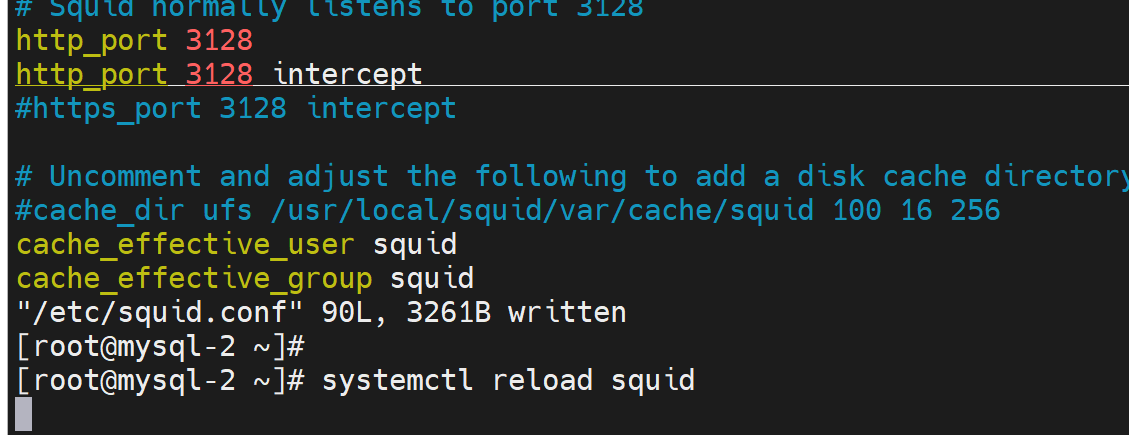 # Squid normally listens to port 3128
http_port 3128
http_port 3128 intercept
#https_port 3128 intercept
# Uncomment and adjust the following to add a disk cache directory
#cache_dir ufs /usr/local/squid/var/cache/squid 100 16 256
cache_effective_user squid
cache_effective_group squid
"/etc/squid.conf" 90L, 3261B written
[root@mysql-2 ~]#
[root@mysql-2 ~]# systemctl reload squid